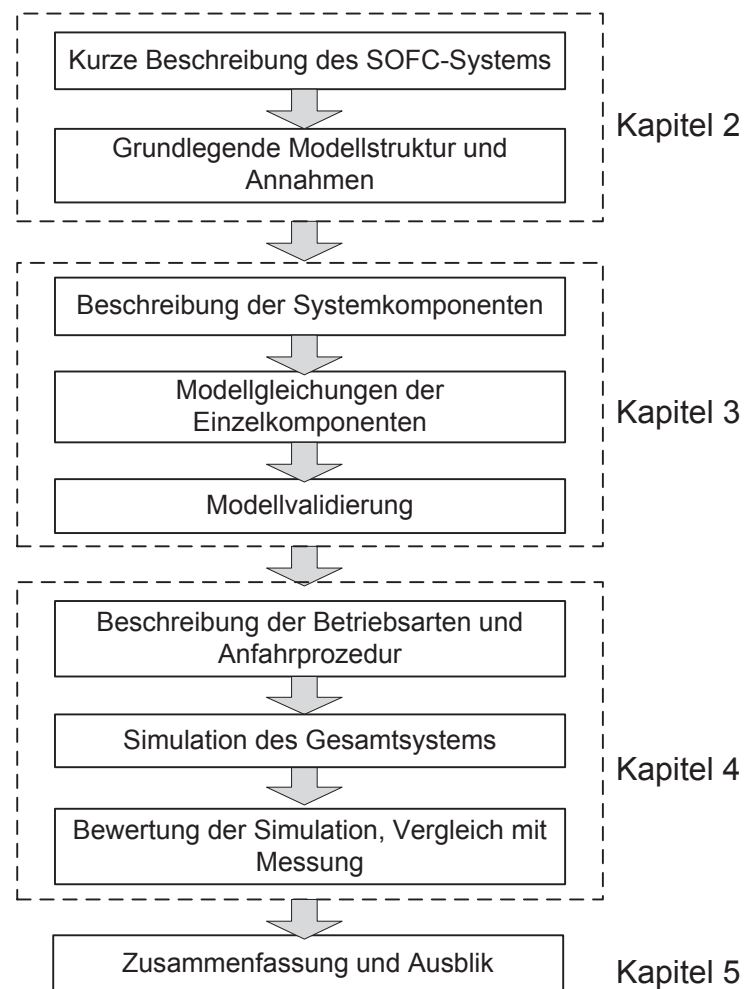 Kurze Beschreibung des SOFC-Systems
Grundlegende Modellstruktur und
Annahmen
Kapitel 2
Beschreibung der Systemkomponenten
Modellgleichungen der
Einzelkomponenten
Kapitel 3
Modellvalidierung
Beschreibung der Betriebsarten und
Anfahrprozedur
Simulation des Gesamtsystems
Kapitel 4
Bewertung der Simulation, Vergleich mit
Messung
Zusammenfassung und Ausblik
Kapitel 5